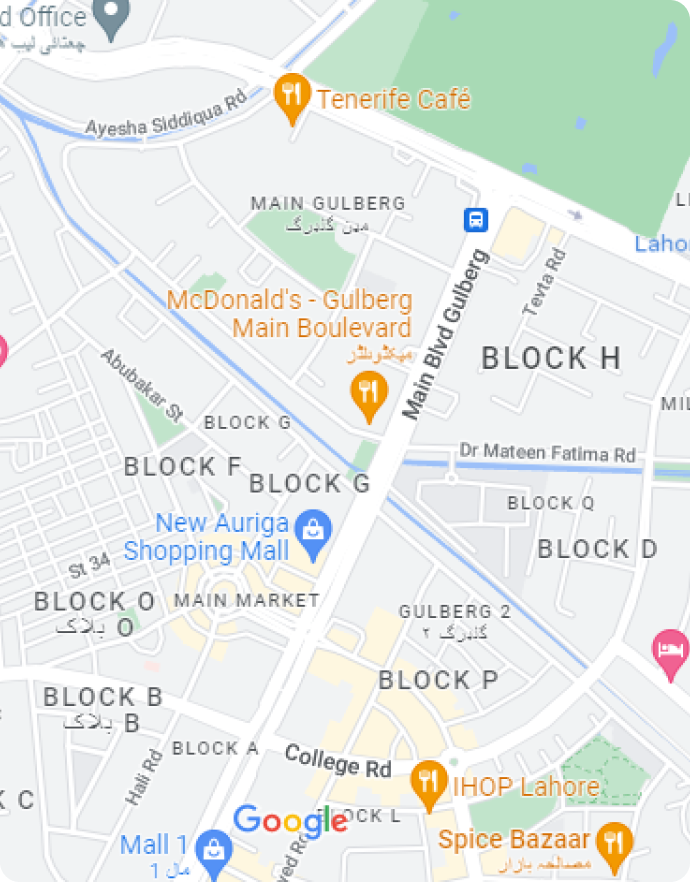 d Office
چغتائی لیب
Ayesha Siddiqua Rd
Tenerife Café
MAIN GULBERG
مین گلبرگ
Lahor
Main Blvd Gulberg
Tevta Rd
McDonald's - Gulberg
Main Boulevard
میکڈونلڈز
BLOCK H
MIL
Abubakar St
BLOCK G
Dr Mateen Fatima Rd
BLOCK F
BLOCK G
BLOCK Q
New Auriga
Shopping Mall
BLOCK D
St 34
BLOCK O
بلاک O
MAIN MARKET
GULBERG 2
گلبرگ ۲
BLOCK P
BLOCK B
بلاک B
BLOCK A
College Rd
Hali Rd
K C
IHOP Lahore
Google
BLOCK L
Mall 1
مال 1
yed Rd
Spice Bazaar
مصالحہ بازار